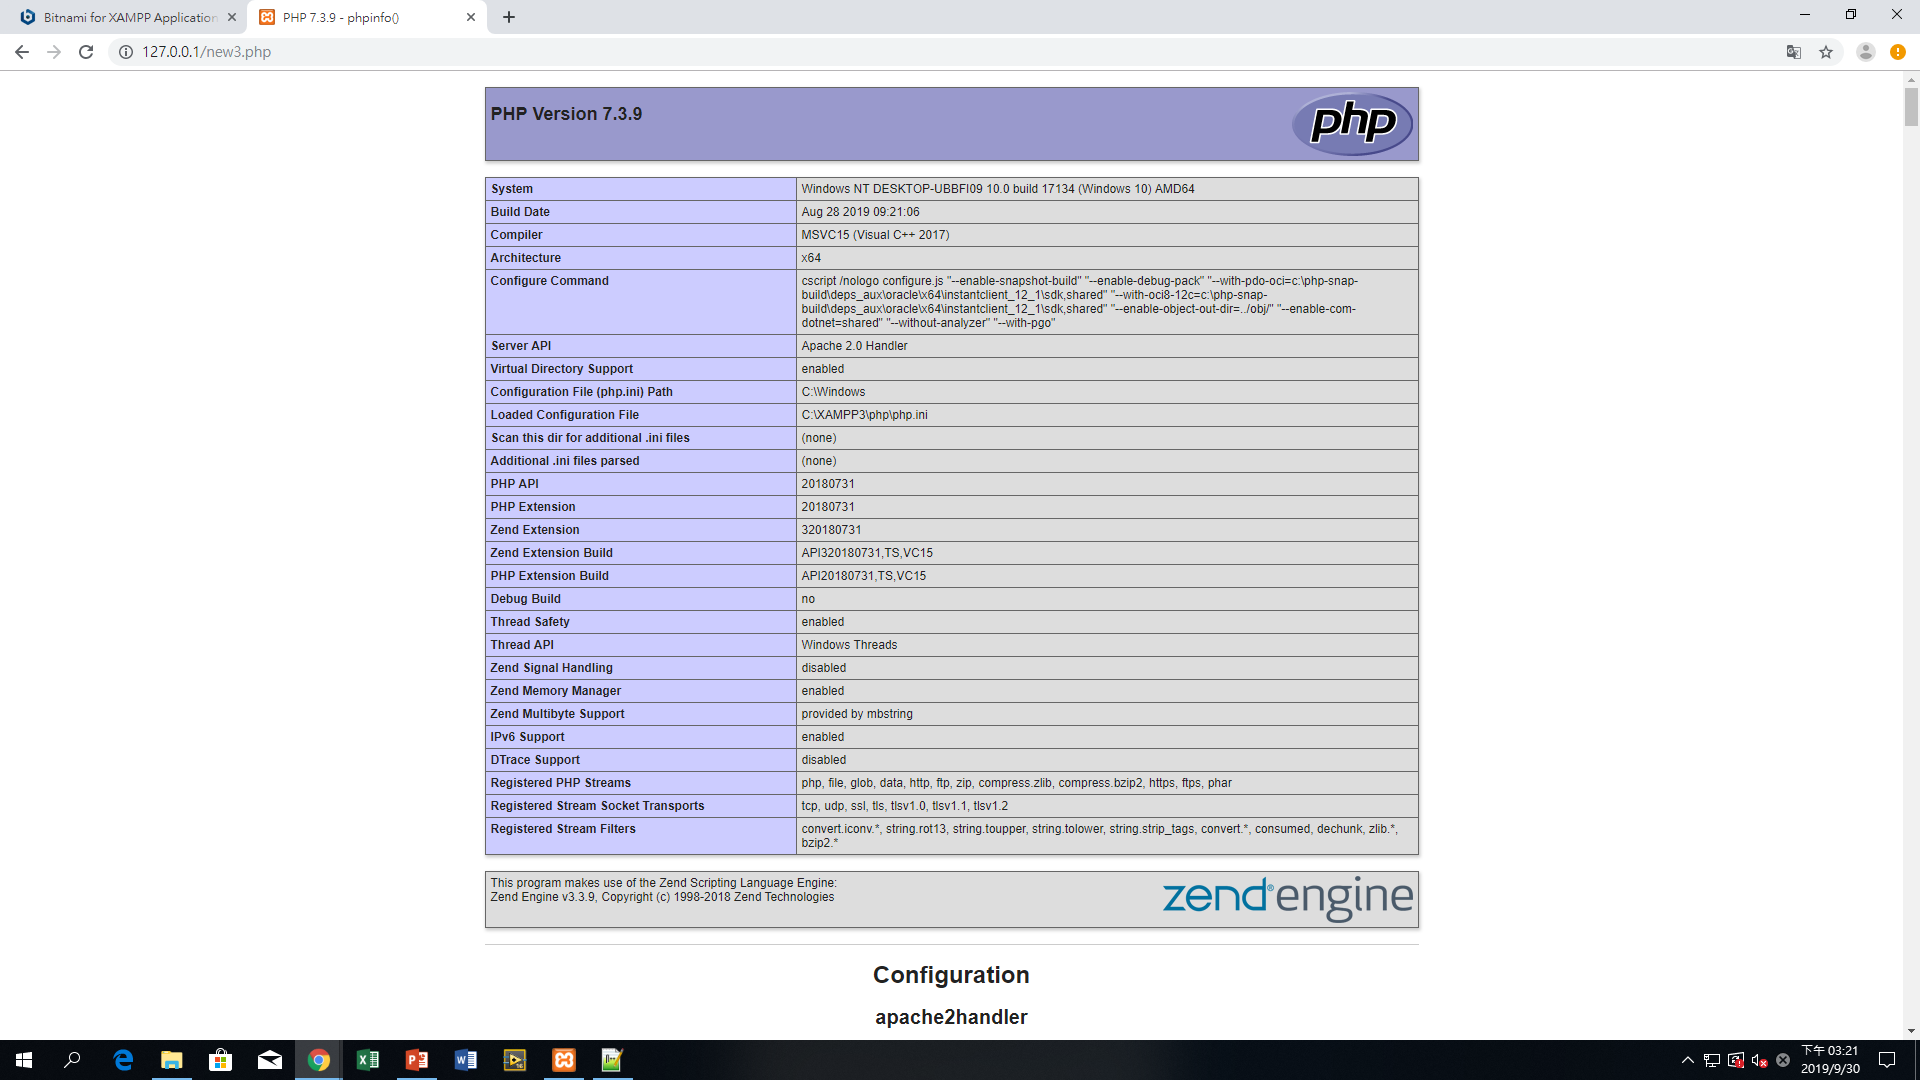 Bitnami for XAMPP Application
PHP 7.3.9 - phpinfo()
127.0.0.1/new3.php
PHP Version 7.3.9
php
System Windows NT DESKTOP-UBBFI09 10.0 build 17134 (Windows 10) AMD64
Build Date Aug 28 2019 09:21:06
Compiler MSVC15 (Visual C++ 2017)
Architecture x64
Configure Command cscript /nologo configure.js "--enable-snapshot-build" "--enable-debug-pack" "--with-pdo-oci=c:\php-snap-
build\deps_aux\oracle\x64\instantclient_12_1\sdk,shared" "--with-oci8-12c=c:\php-snap-
build\deps_aux\oracle\x64\instantclient_12_1\sdk,shared" "--enable-object-out-dir=../obj/" "--enable-com-
dotnet=shared" "--without-analyzer" "--with-pgo"
Server API Apache 2.0 Handler
Virtual Directory Support enabled
Configuration File (php.ini) Path C:\Windows
Loaded Configuration File C:\XAMPP3\php\php.ini
Scan this dir for additional .ini files (none)
Additional .ini files parsed (none)
PHP API 20180731
PHP Extension 20180731
Zend Extension 320180731
Zend Extension Build API320180731,TS,VC15
PHP Extension Build API20180731,TS,VC15
Debug Build no
Thread Safety enabled
Thread API Windows Threads
Zend Signal Handling disabled
Zend Memory Manager enabled
Zend Multibyte Support provided by mbstring
IPv6 Support enabled
DTrace Support disabled
Registered PHP Streams php, file, glob, data, http, ftp, zip, compress.zlib, compress.bzip2, https, ftps, phar
Registered Stream Socket Transports tcp, udp, ssl, tls, tlsv1.0, tlsv1.1, tlsv1.2
Registered Stream Filters convert.iconv.*, string.rot13, string.toupper, string.tolower, string.strip_tags, convert.*, consumed, dechunk, zlib.*,
bzip2.*
This program makes use of the Zend Scripting Language Engine:
Zend Engine v3.3.9, Copyright (c) 1998-2018 Zend Technologies
zend®engine
Configuration
apache2handler
下午 03:21
2019/9/30